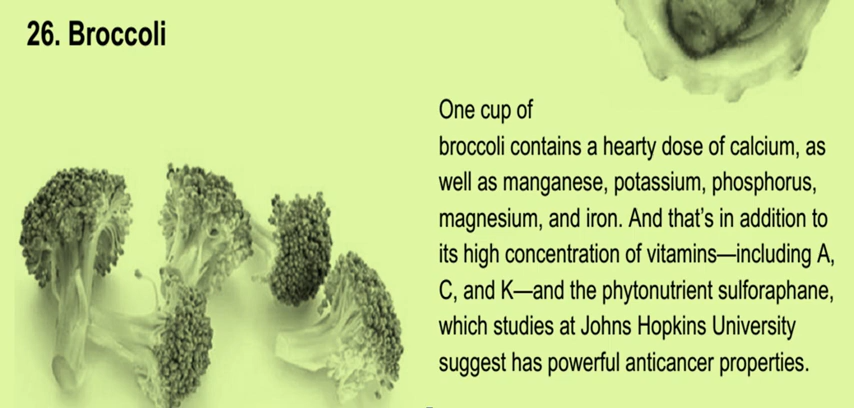 26. Broccoli
One cup of
broccoli contains a hearty dose of calcium, as
well as manganese, potassium, phosphorus,
magnesium, and iron. And that’s in addition to
its high concentration of vitamins—including A,
C, and K—and the phytonutrient sulforaphane,
which studies at Johns Hopkins University
suggest has powerful anticancer properties.